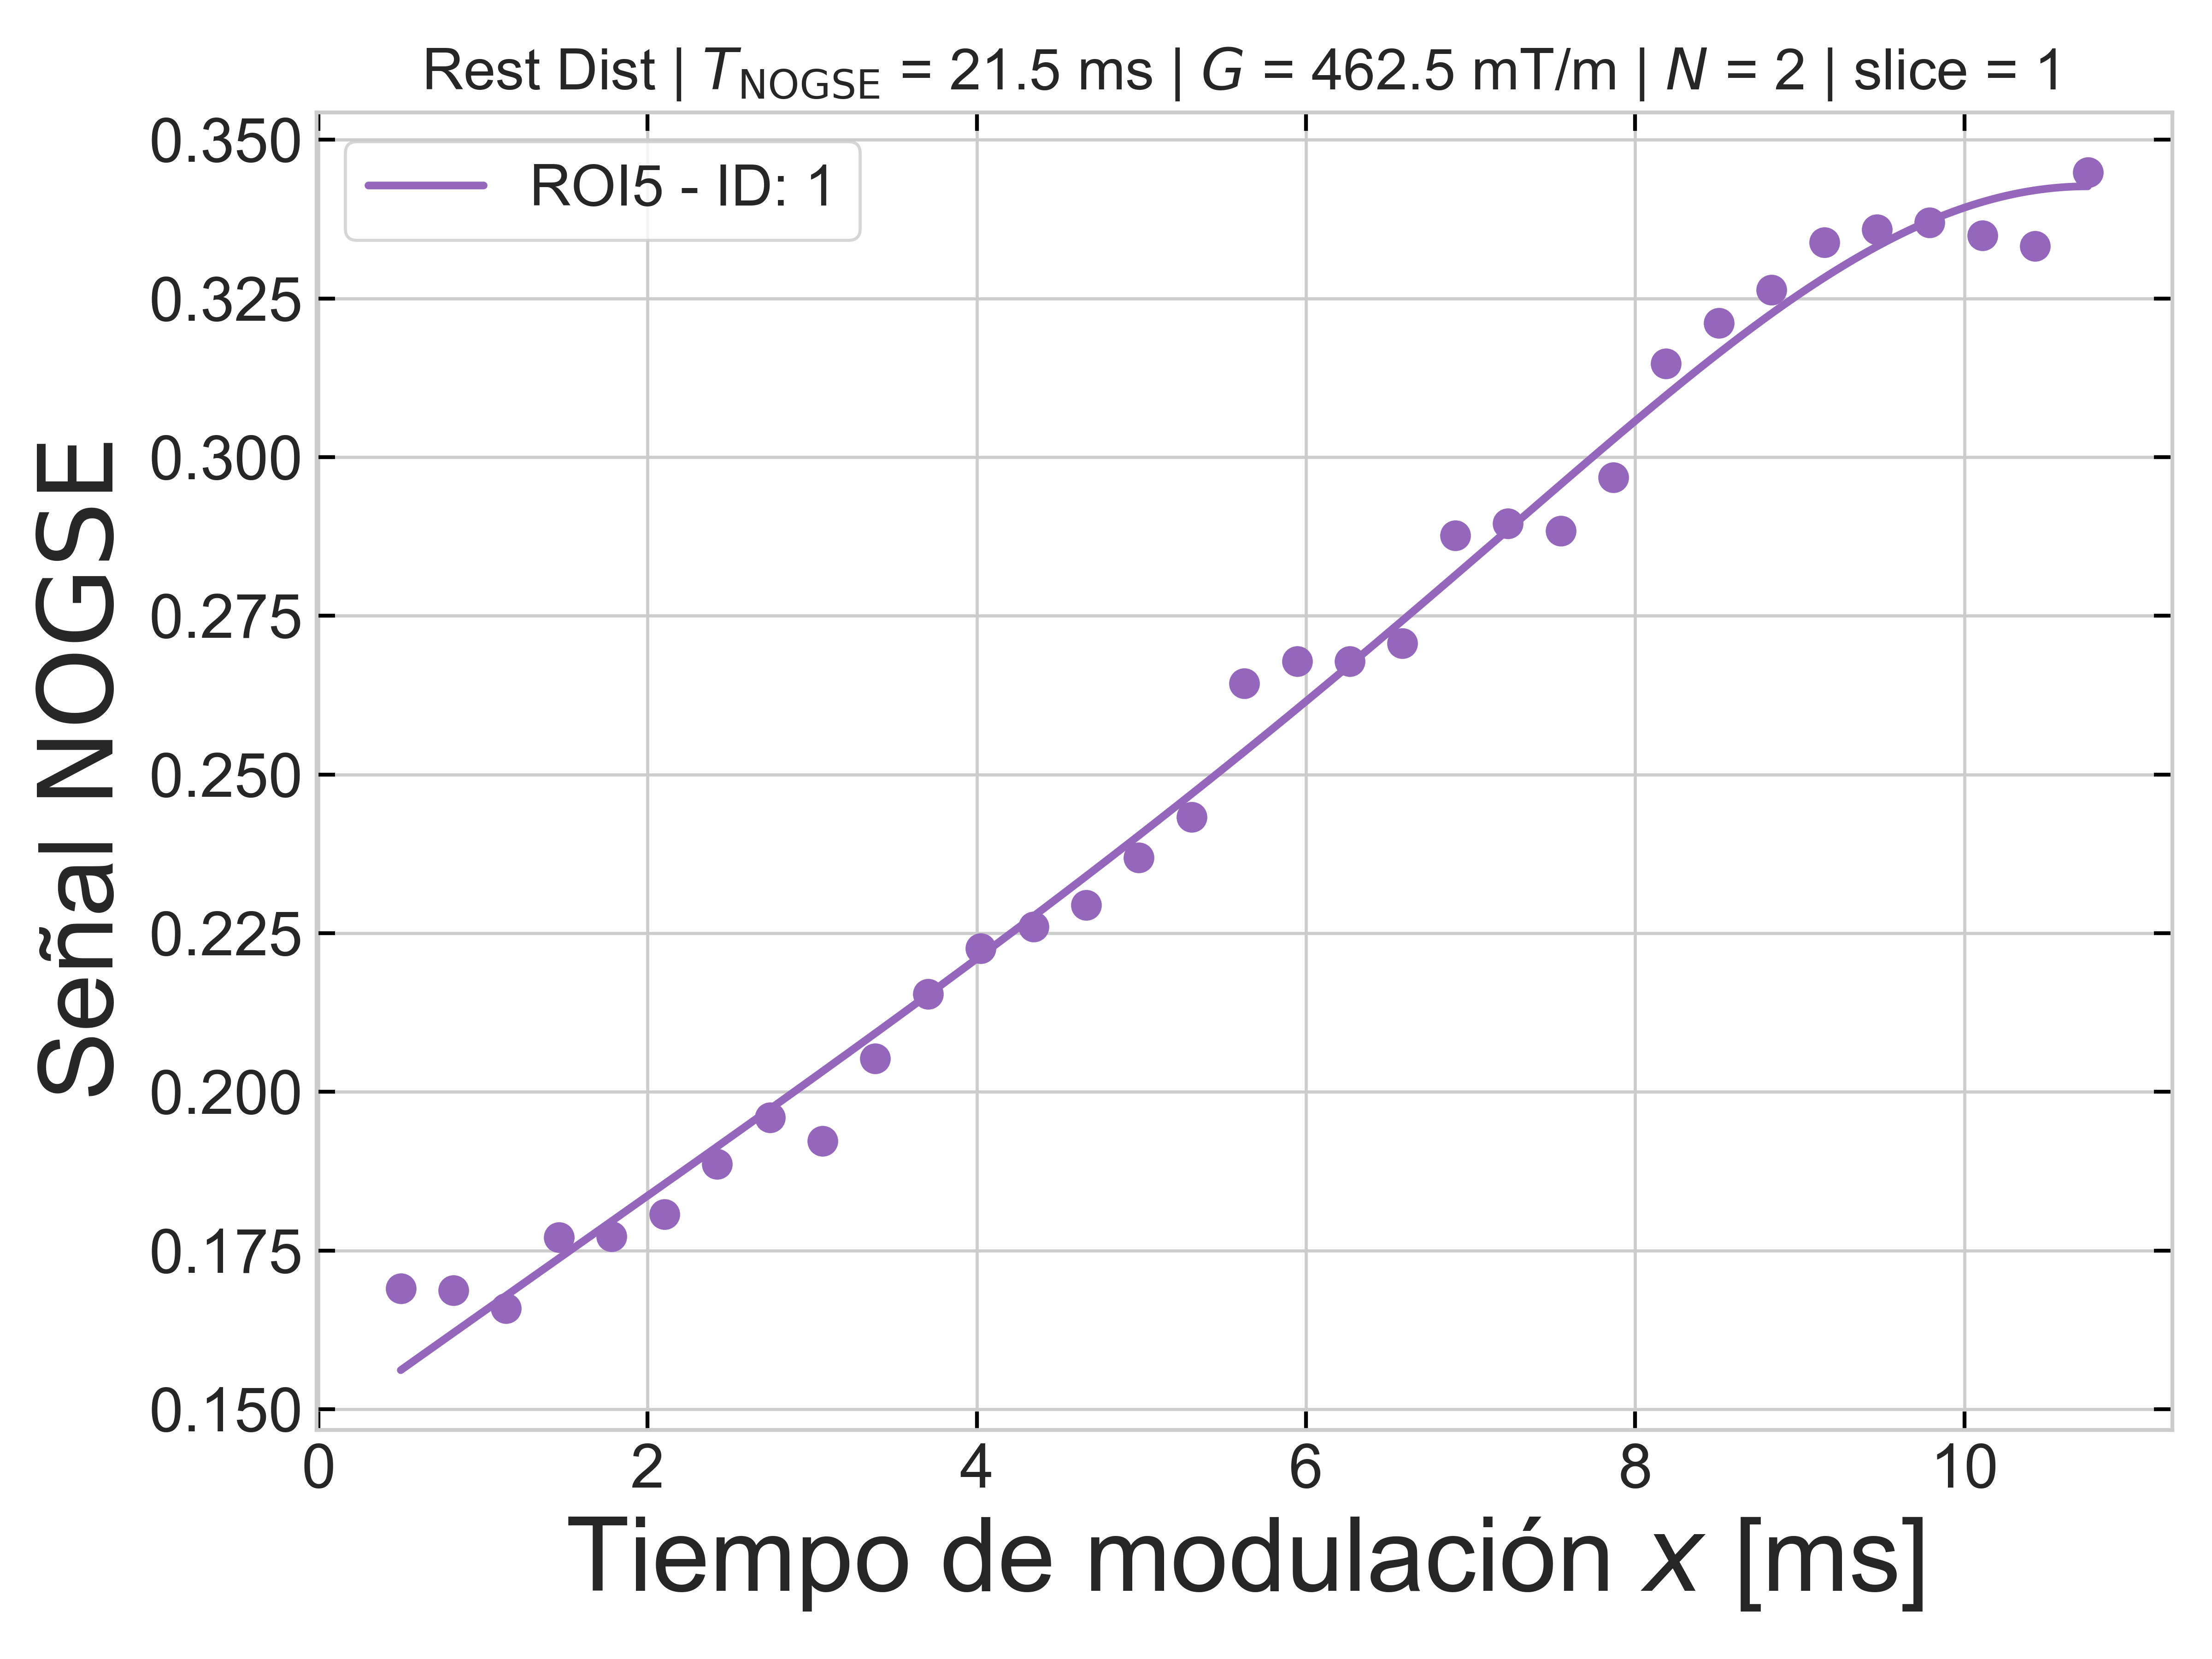 Rest Dist | T_NOGSE = 21.5 ms | G = 462.5 mT/m | N = 2 | slice = 1
ROI5 - ID: 1
Señal NOGSE
0.350
0.325
0.300
0.275
0.250
0.225
0.200
0.175
0.150
0 2 4 6 8 10
Tiempo de modulación x [ms]